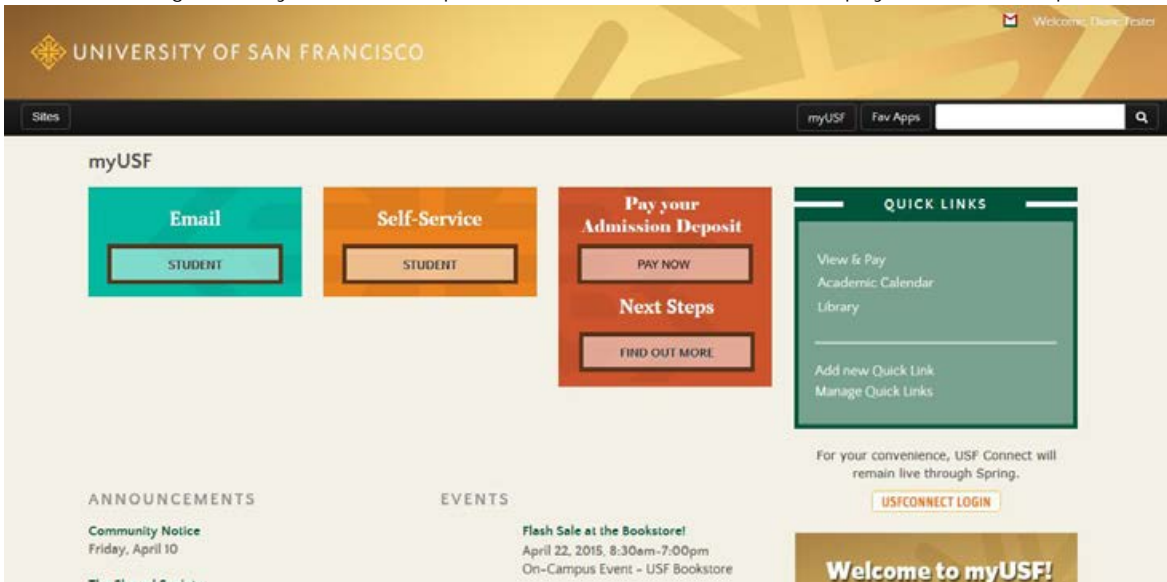 Welcome, Diane Tester
UNIVERSITY OF SAN FRANCISCO
Sites
myUSF
Fav Apps
myUSF
Email
STUDENT
Self-Service
STUDENT
Pay your
Admission Deposit
PAY NOW
Next Steps
FIND OUT MORE
QUICK LINKS
View & Pay
Academic Calendar
Library
Add new Quick Link
Manage Quick Links
For your convenience, USF Connect will
remain live through Spring.
USFCONNECT LOGIN
ANNOUNCEMENTS
Community Notice
Friday, April 10
EVENTS
Flash Sale at the Bookstore!
April 22, 2015, 8:30am-7:00pm
On-Campus Event - USF Bookstore
Welcome to myUSF!